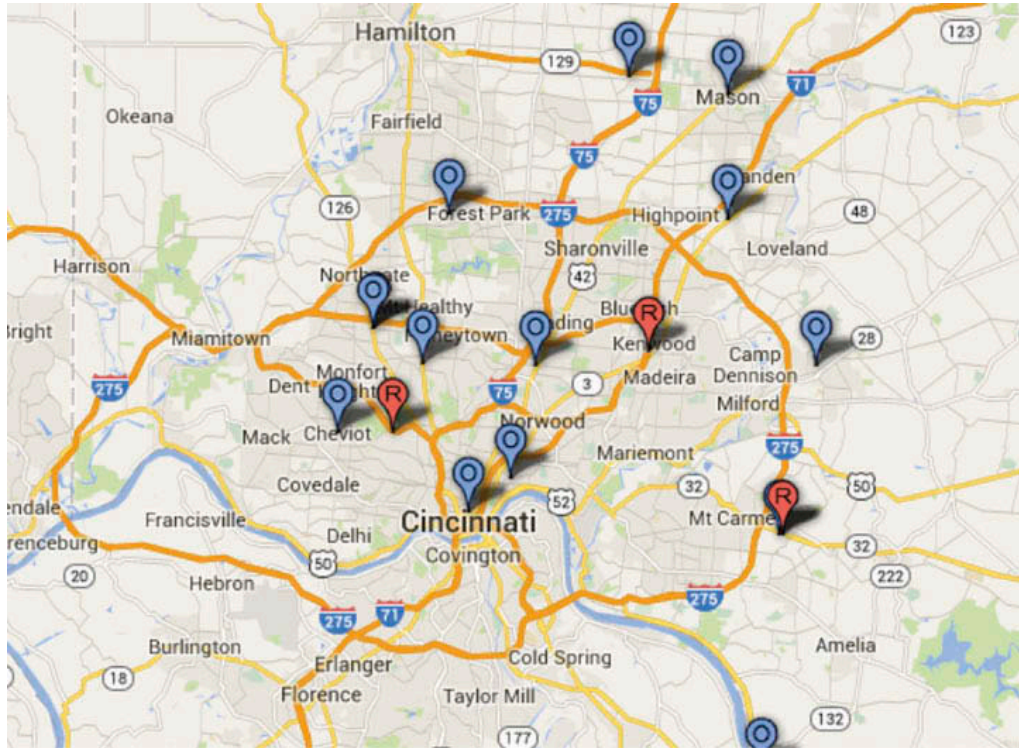 Hamilton
129
123
O
O
71
Mason
75
Okeana
Fairfield
75
O
O
126
Forest Park
275
Highpoint
48
Sharonville
Loveland
Harrison
42
O
R
O
O
O
28
Miamitown
Kenwood
Camp
Dennison
275
Dent
Monfort
75
3
Madeira
O
R
Milford
Mack
Cheviot
Norwood
O
275
Mariemont
Covedale
O
32
50
52
R
Francisville
Cincinnati
Delhi
Covington
50
32
20
Hebron
222
275
71
275
Burlington
Erlanger
Cold Spring
Amelia
18
Florence
Taylor Mill
O
132
177